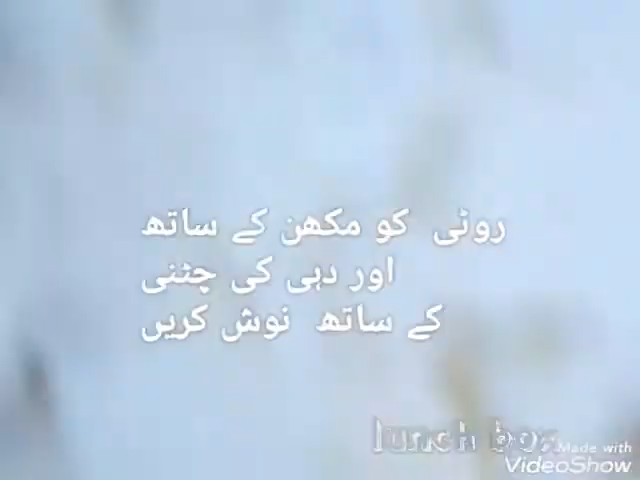 روٹی کو مکھن کے ساتھ
اور دہی کی چٹنی
کے ساتھ نوش کریں
lunch box
Made with
VideoShow